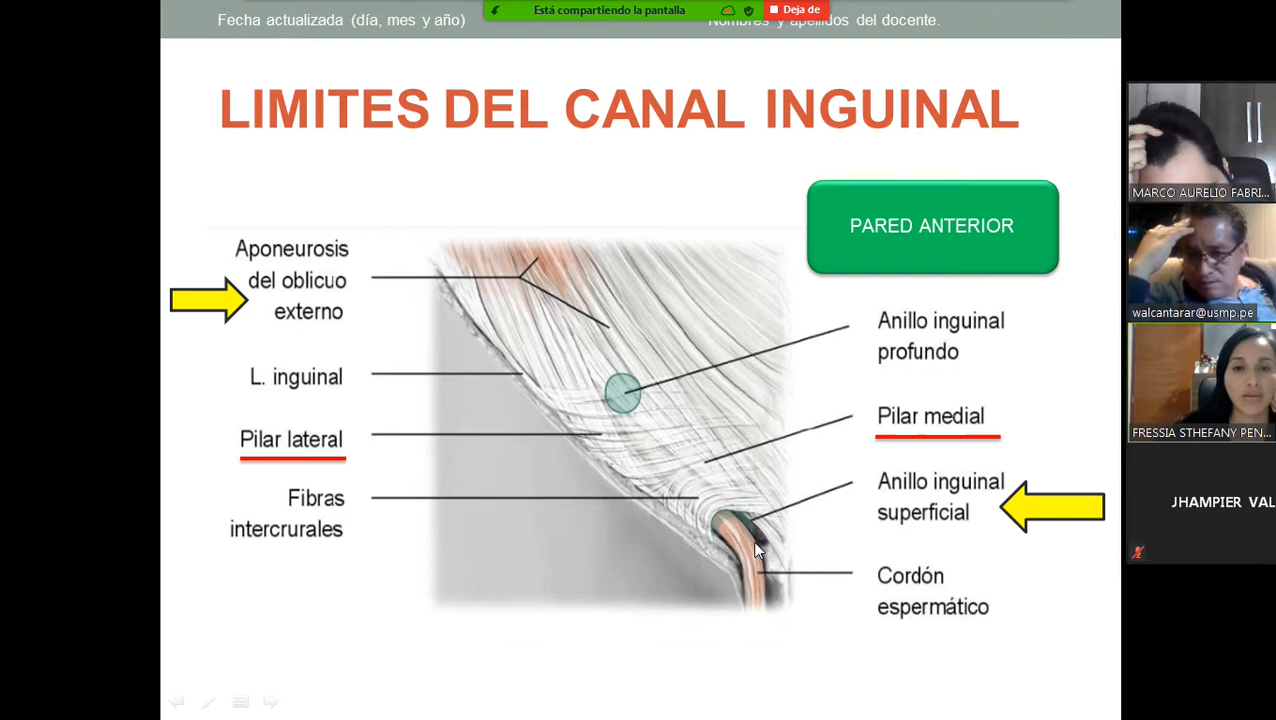 Fecha actualizada (día, mes y año)
Está compartiendo la pantalla
Deja de
Nombres y apellidos del docente.
LIMITES DEL CANAL INGUINAL
PARED ANTERIOR
Aponeurosis
del oblicuo
externo
L. inguinal
Pilar lateral
Fibras
intercrurales
Anillo inguinal
profundo
Pilar medial
Anillo inguinal
superficial
Cordón
espermático
MARCO AURELIO FABRI...
walcantarar@usmp.pe
FRESSIA STHEFANY PEN...
JHAMPIER VAL